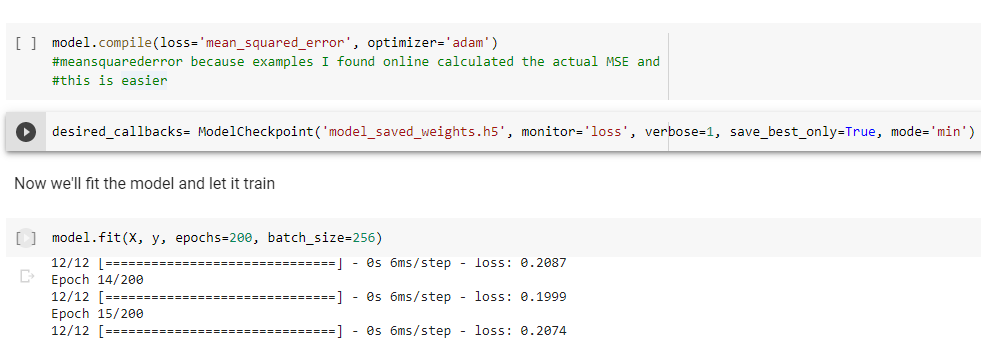 [ ] model.compile(loss='mean_squared_error', optimizer='adam')
#meansquarederror because examples I found online calculated the actual MSE and
#this is easier
desired_callbacks= ModelCheckpoint('model_saved_weights.h5', monitor='loss', verbose=1, save_best_only=True, mode='min')
Now we'll fit the model and let it train
[ ] model.fit(X, y, epochs=200, batch_size=256)
12/12 [==============================] - 0s 6ms/step - loss: 0.2087
Epoch 14/200
12/12 [==============================] - 0s 6ms/step - loss: 0.1999
Epoch 15/200
12/12 [==============================] - 0s 6ms/step - loss: 0.2074